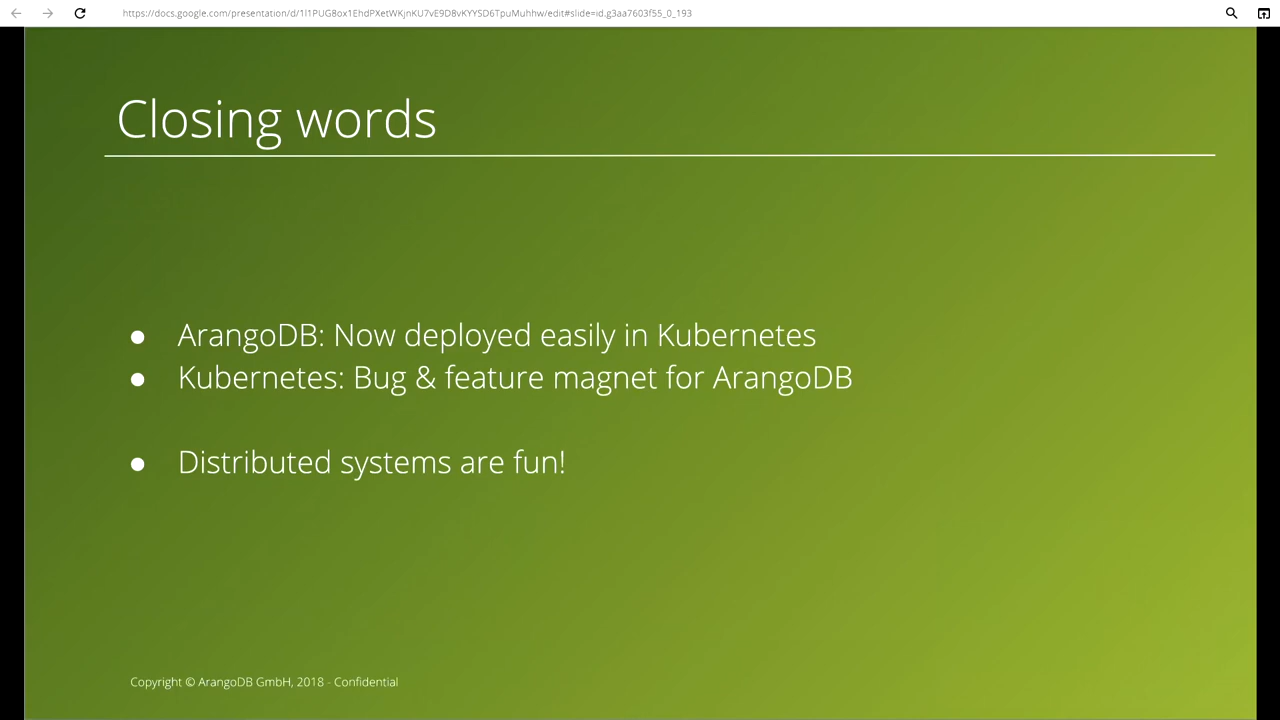 https://docs.google.com/presentation/d/1l1PUG8ox1EhdPXetWKjnKU7vE9D8vKYYSD6TpuMuhhw/edit#slide=id.g3aa7603f55_0_193
Closing words
● ArangoDB: Now deployed easily in Kubernetes
● Kubernetes: Bug & feature magnet for ArangoDB
● Distributed systems are fun!
Copyright © ArangoDB GmbH, 2018 - Confidential